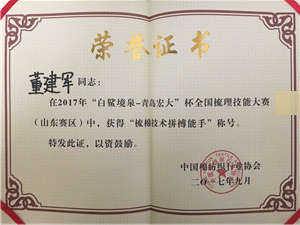 荣誉证书
董建军同志：
在2017年“白鲨境泉-青岛宏大”杯全国梳理技能大赛
（山东赛区）中，获得“梳棉技术拼搏能手”称号。
特发此证，以资鼓励。
中国棉纺织行业协会
二〇一七年九月